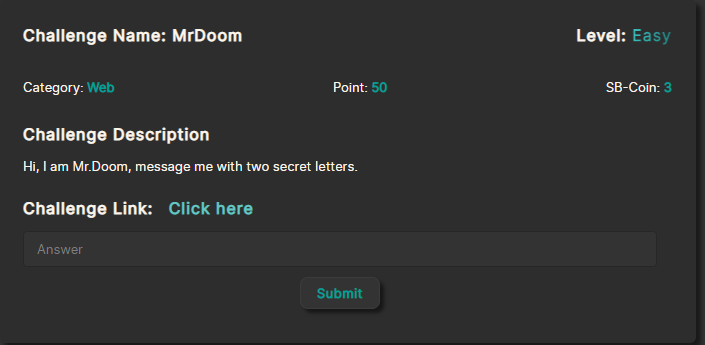 Challenge Name: MrDoom Level: Easy
Category: Web Point: 50 SB-Coin: 3
Challenge Description
Hi, I am Mr.Doom, message me with two secret letters.
Challenge Link: Click here
Answer
Submit